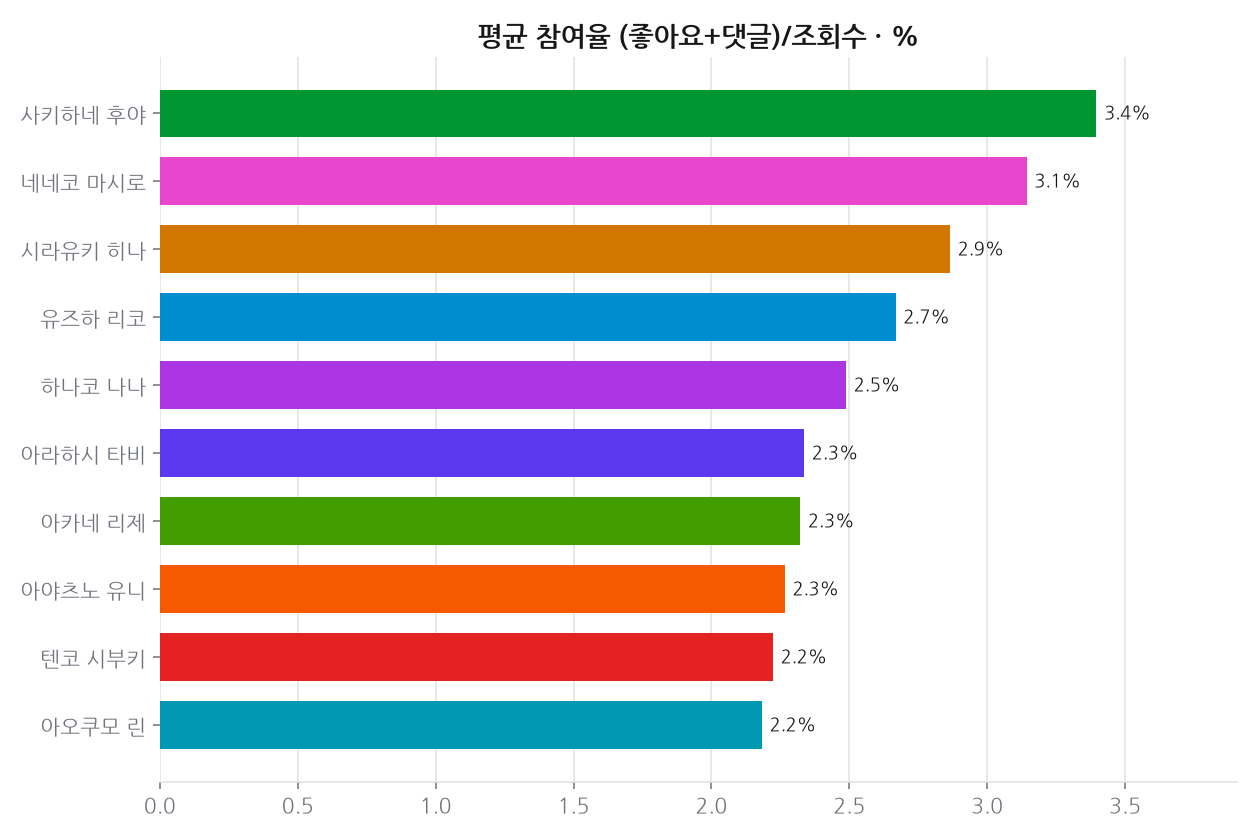 평균 참여율 (좋아요+댓글)/조회수 · %
사키하네 후야 3.4%
네네코 마시로 3.1%
시라유키 히나 2.9%
유즈하 리코 2.7%
하나코 나나 2.5%
아라하시 타비 2.3%
아카네 리제 2.3%
아야츠노 유니 2.3%
텐코 시부키 2.2%
아오쿠모 린 2.2%
0.0 0.5 1.0 1.5 2.0 2.5 3.0 3.5